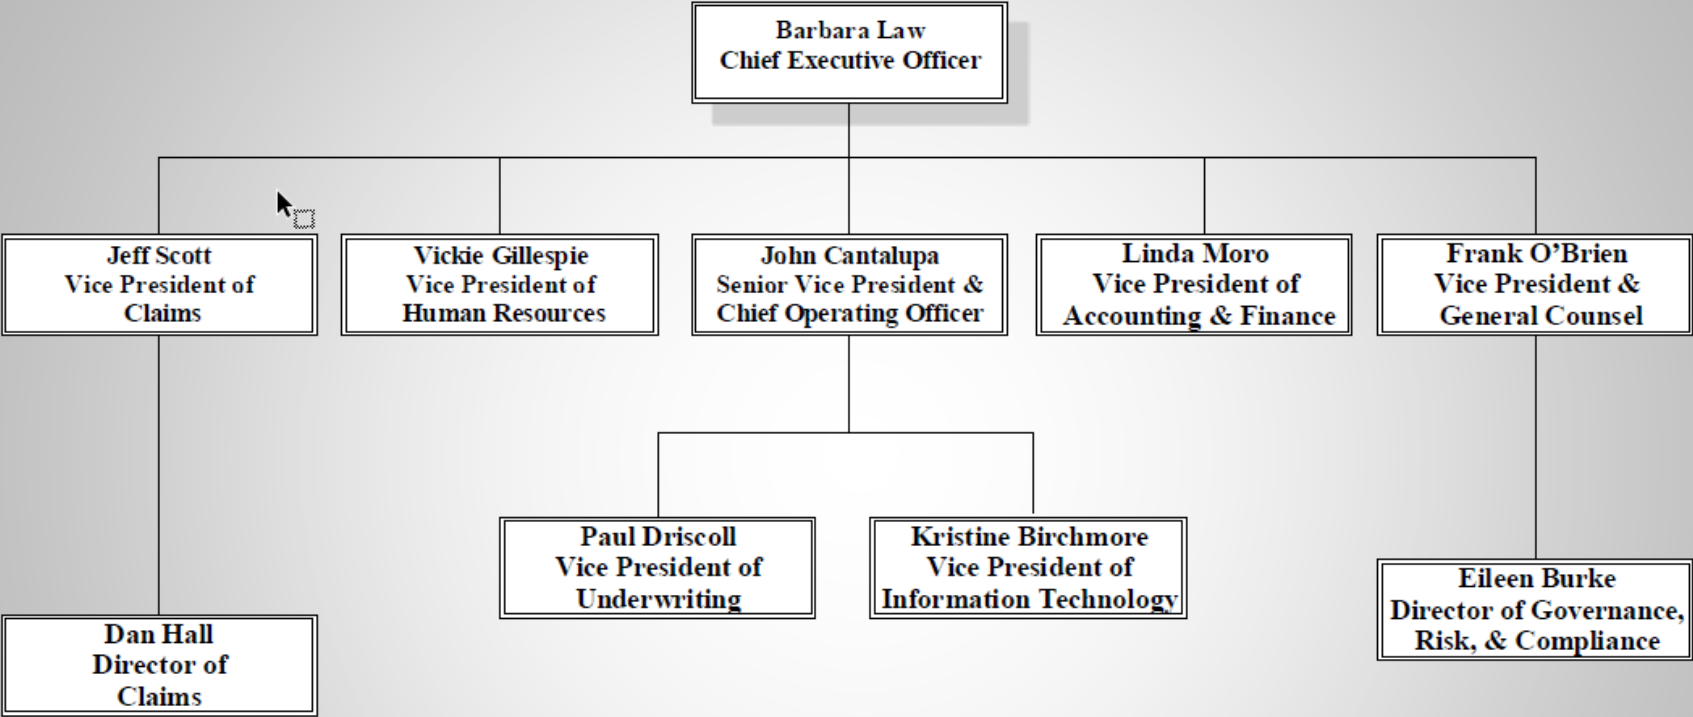 Barbara Law
Chief Executive Officer
Jeff Scott
Vice President of
Claims
Vickie Gillespie
Vice President of
Human Resources
John Cantalupa
Senior Vice President &
Chief Operating Officer
Linda Moro
Vice President of
Accounting & Finance
Frank O’Brien
Vice President &
General Counsel
Paul Driscoll
Vice President of
Underwriting
Kristine Birchmore
Vice President of
Information Technology
Eileen Burke
Director of Governance,
Risk, & Compliance
Dan Hall
Director of
Claims